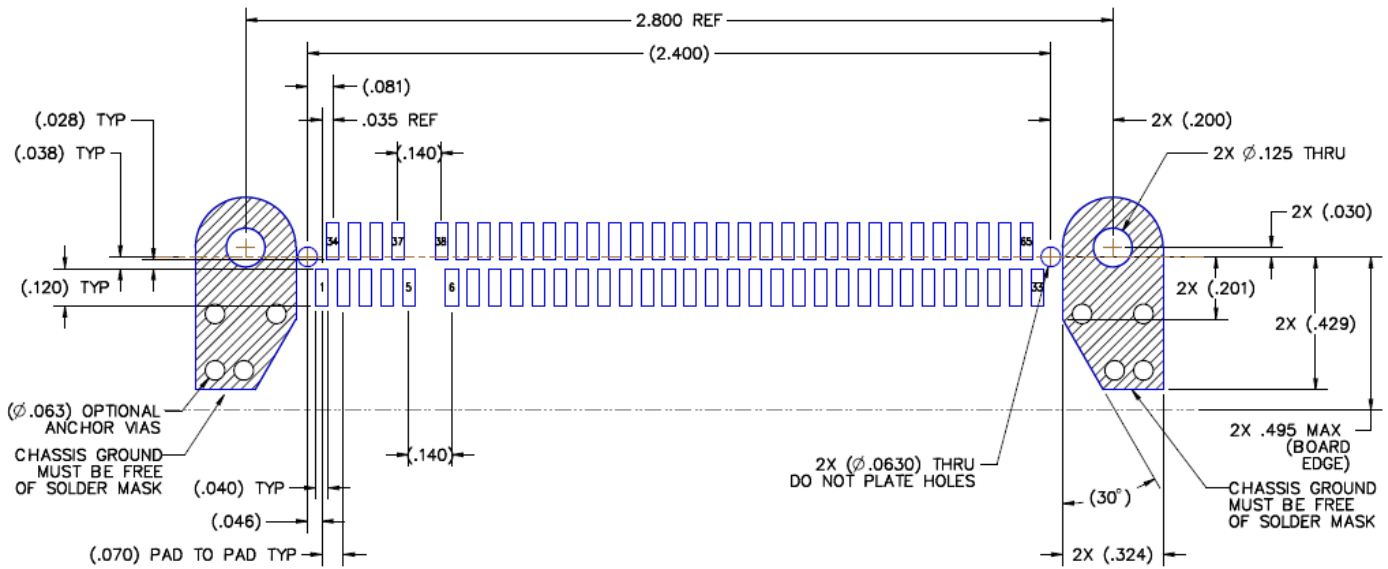 2.800 REF
(2.400)
(.081)
(.028) TYP
.035 REF
2X (.200)
(.038) TYP
(.140)
2X Ø.125 THRU
2X (.030)
34
37
38
65
(.120) TYP
1
5
6
33
2X (.201)
2X (.429)
(Ø.063) OPTIONAL
ANCHOR VIAS
CHASSIS GROUND
MUST BE FREE
OF SOLDER MASK
(.140)
2X (Ø.0630) THRU
DO NOT PLATE HOLES
2X .495 MAX
(BOARD
EDGE)
CHASSIS GROUND
MUST BE FREE
OF SOLDER MASK
(.040) TYP
(30°)
(.046)
(.070) PAD TO PAD TYP
2X (.324)